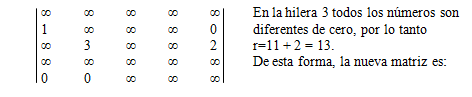 ∞ ∞ ∞ ∞ ∞ En la hilera 3 todos los números son
1 ∞ ∞ ∞ 0 diferentes de cero, por lo tanto
∞ 3 ∞ ∞ 2 r=11 + 2 = 13.
∞ ∞ ∞ ∞ ∞ De esta forma, la nueva matriz es:
0 0 ∞ ∞ ∞